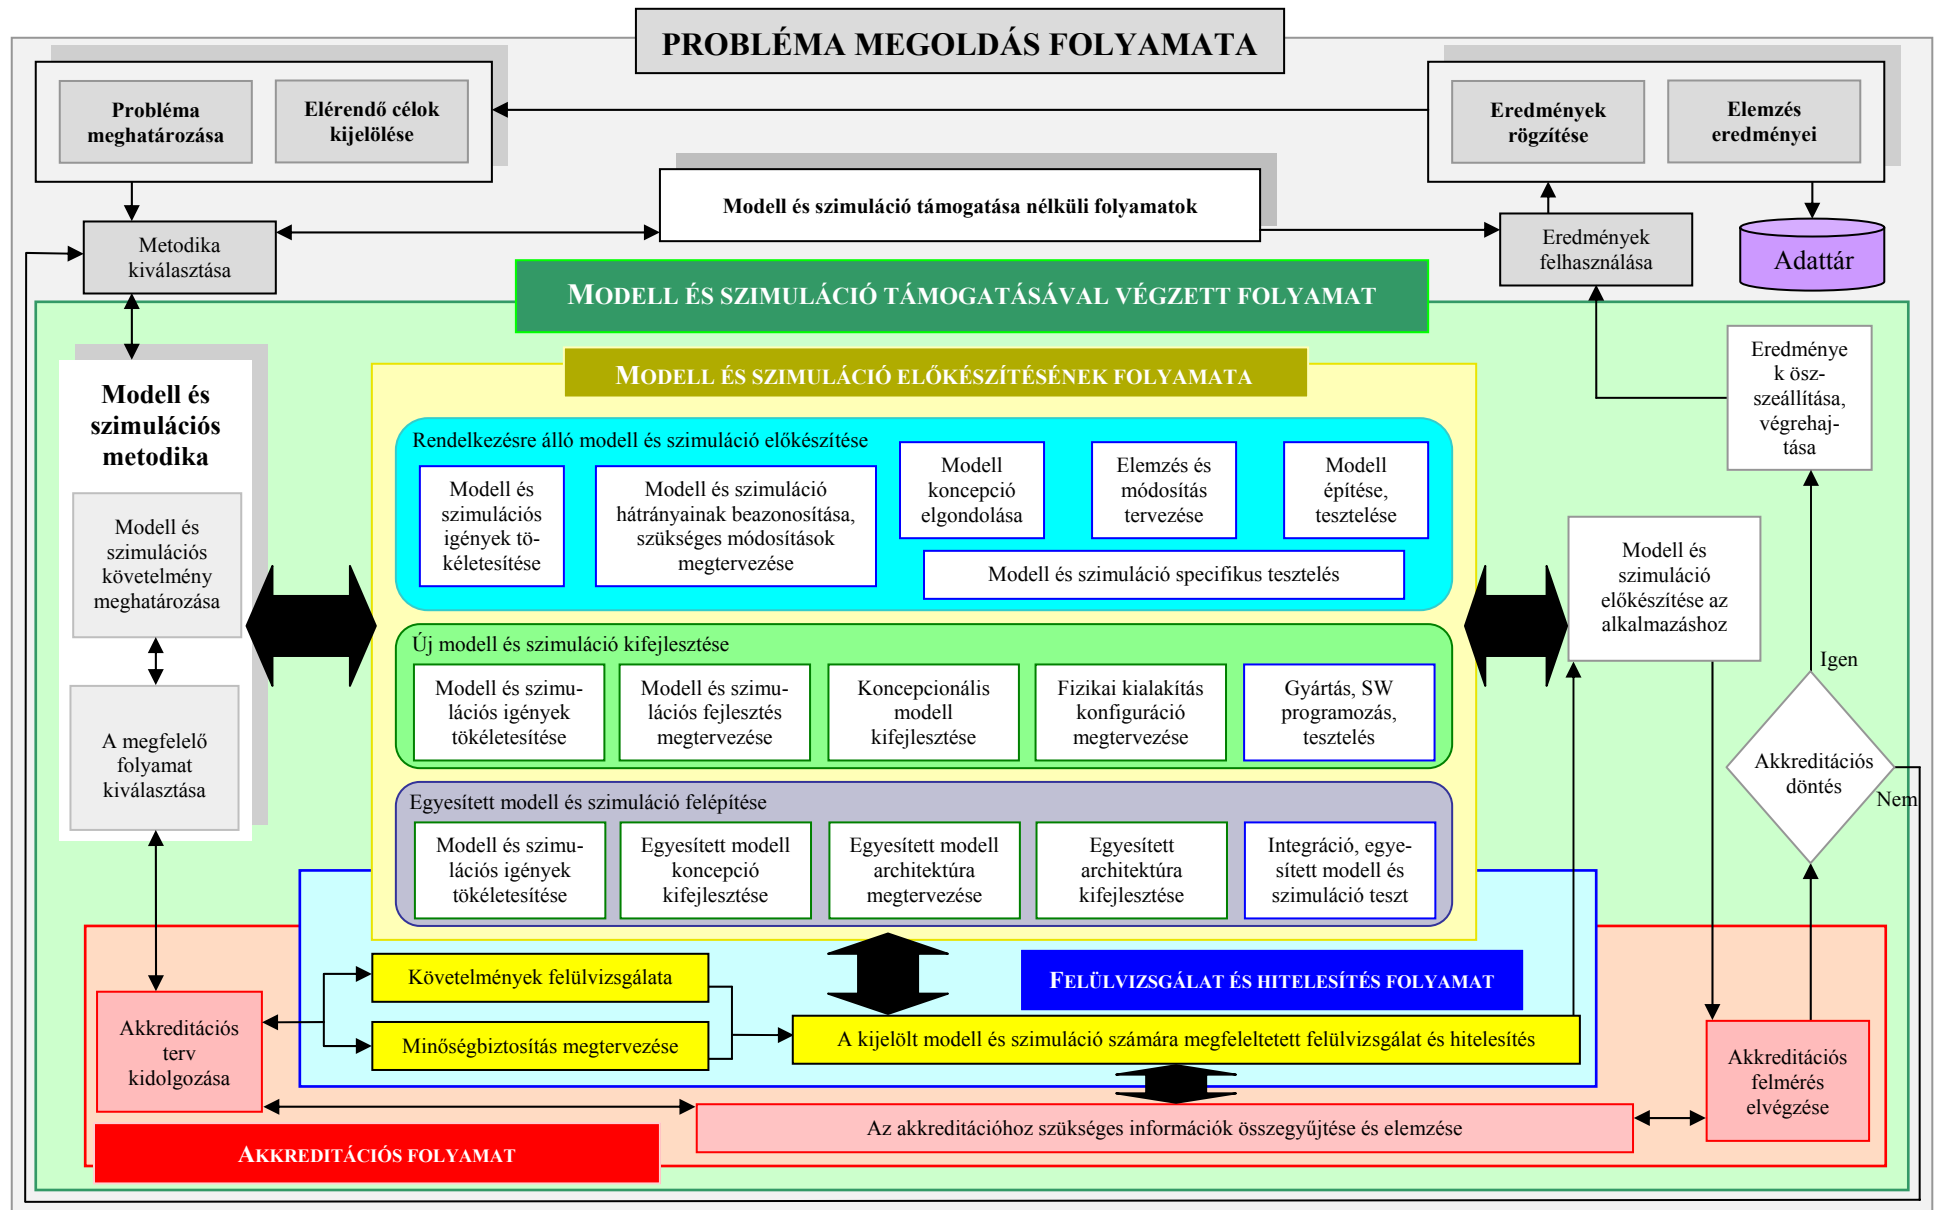 PROBLÉMA MEGOLDÁS FOLYAMATA
Probléma
meghatározása
Elérendő célok
kijelölése
Eredmények
rögzítése
Elemzés
eredményei
Modell és szimuláció támogatása nélküli folyamatok
Metodika
kiválasztása
Eredmények
felhasználása
Adattár
MODELL ÉS SZIMULÁCIÓ TÁMOGATÁSÁVAL VÉGZETT FOLYAMAT
Modell és
szimulációs
metodika
Modell és
szimulációs
követelmény
meghatározása
A megfelelő
folyamat
kiválasztása
MODELL ÉS SZIMULÁCIÓ ELŐKÉSZÍTÉSÉNEK FOLYAMATA
Rendelkezésre álló modell és szimuláció előkészítése
Modell és
szimulációs
igények tö-
kéletesítése
Modell és szimuláció
hátrányainak beazonosítása,
szükséges módosítások
megtervezése
Modell
koncepció
elgondolása
Elemzés és
módosítás
tervezése
Modell
építése,
tesztelése
Modell és szimuláció specifikus tesztelés
Új modell és szimuláció kifejlesztése
Modell és szimu-
lációs igények
tökéletesítése
Modell és szimu-
lációs fejlesztés
megtervezése
Koncepcionális
modell
kifejlesztése
Fizikai kialakítás
konfiguráció
megtervezése
Gyártás, SW
programozás,
tesztelés
Egyesített modell és szimuláció felépítése
Modell és szimu-
lációs igények
tökéletesítése
Egyesített modell
koncepció
kifejlesztése
Egyesített modell
architektúra
megtervezése
Egyesített
architektúra
kifejlesztése
Integráció, egye-
sített modell és
szimuláció teszt
Eredménye
k ösz-
szeállítása,
végrehaj-
tása
Modell és
szimuláció
előkészítése az
alkalmazáshoz
Igen
Akkreditációs
döntés
Nem
Követelmények felülvizsgálata
Minőségbiztosítás megtervezése
FELÜLVIZSGÁLAT ÉS HITELESÍTÉS FOLYAMAT
A kijelölt modell és szimuláció számára megfeleltetett felülvizsgálat és hitelesítés
Akkreditációs
terv
kidolgozása
Akkreditációs
felmérés
elvégzése
Az akkreditációhoz szükséges információk összegyűjtése és elemzése
AKKREDITÁCIÓS FOLYAMAT